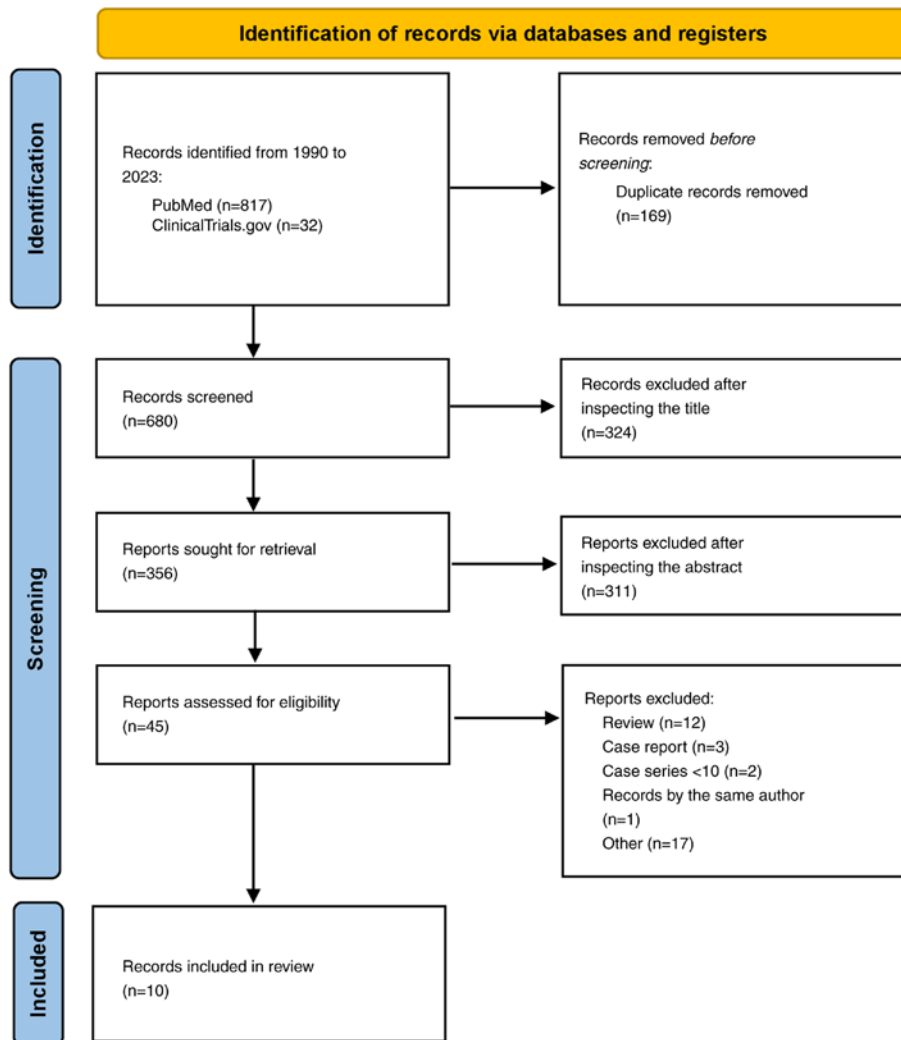 Identification of records via databases and registers
Identification
Records identified from 1990 to
2023:
PubMed (n=817)
ClinicalTrials.gov (n=32)
Records removed before
screening:
Duplicate records removed
(n=169)
Screening
Records screened
(n=680)
Records excluded after
inspecting the title
(n=324)
Reports sought for retrieval
(n=356)
Reports excluded after
inspecting the abstract
(n=311)
Reports assessed for eligibility
(n=45)
Reports excluded:
Review (n=12)
Case report (n=3)
Case series <10 (n=2)
Records by the same author
(n=1)
Other (n=17)
Included
Records included in review
(n=10)